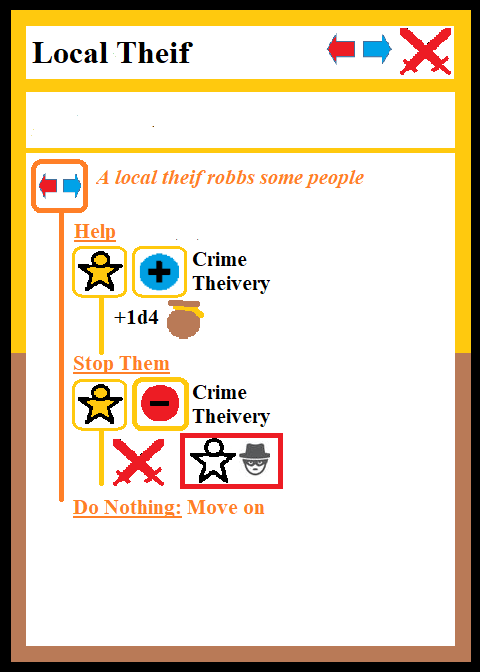 Local Theif
A local theif robbs some people
Help
+ Crime
Theivery
+1d4
Stop Them
- Crime
Theivery
Do Nothing: Move on